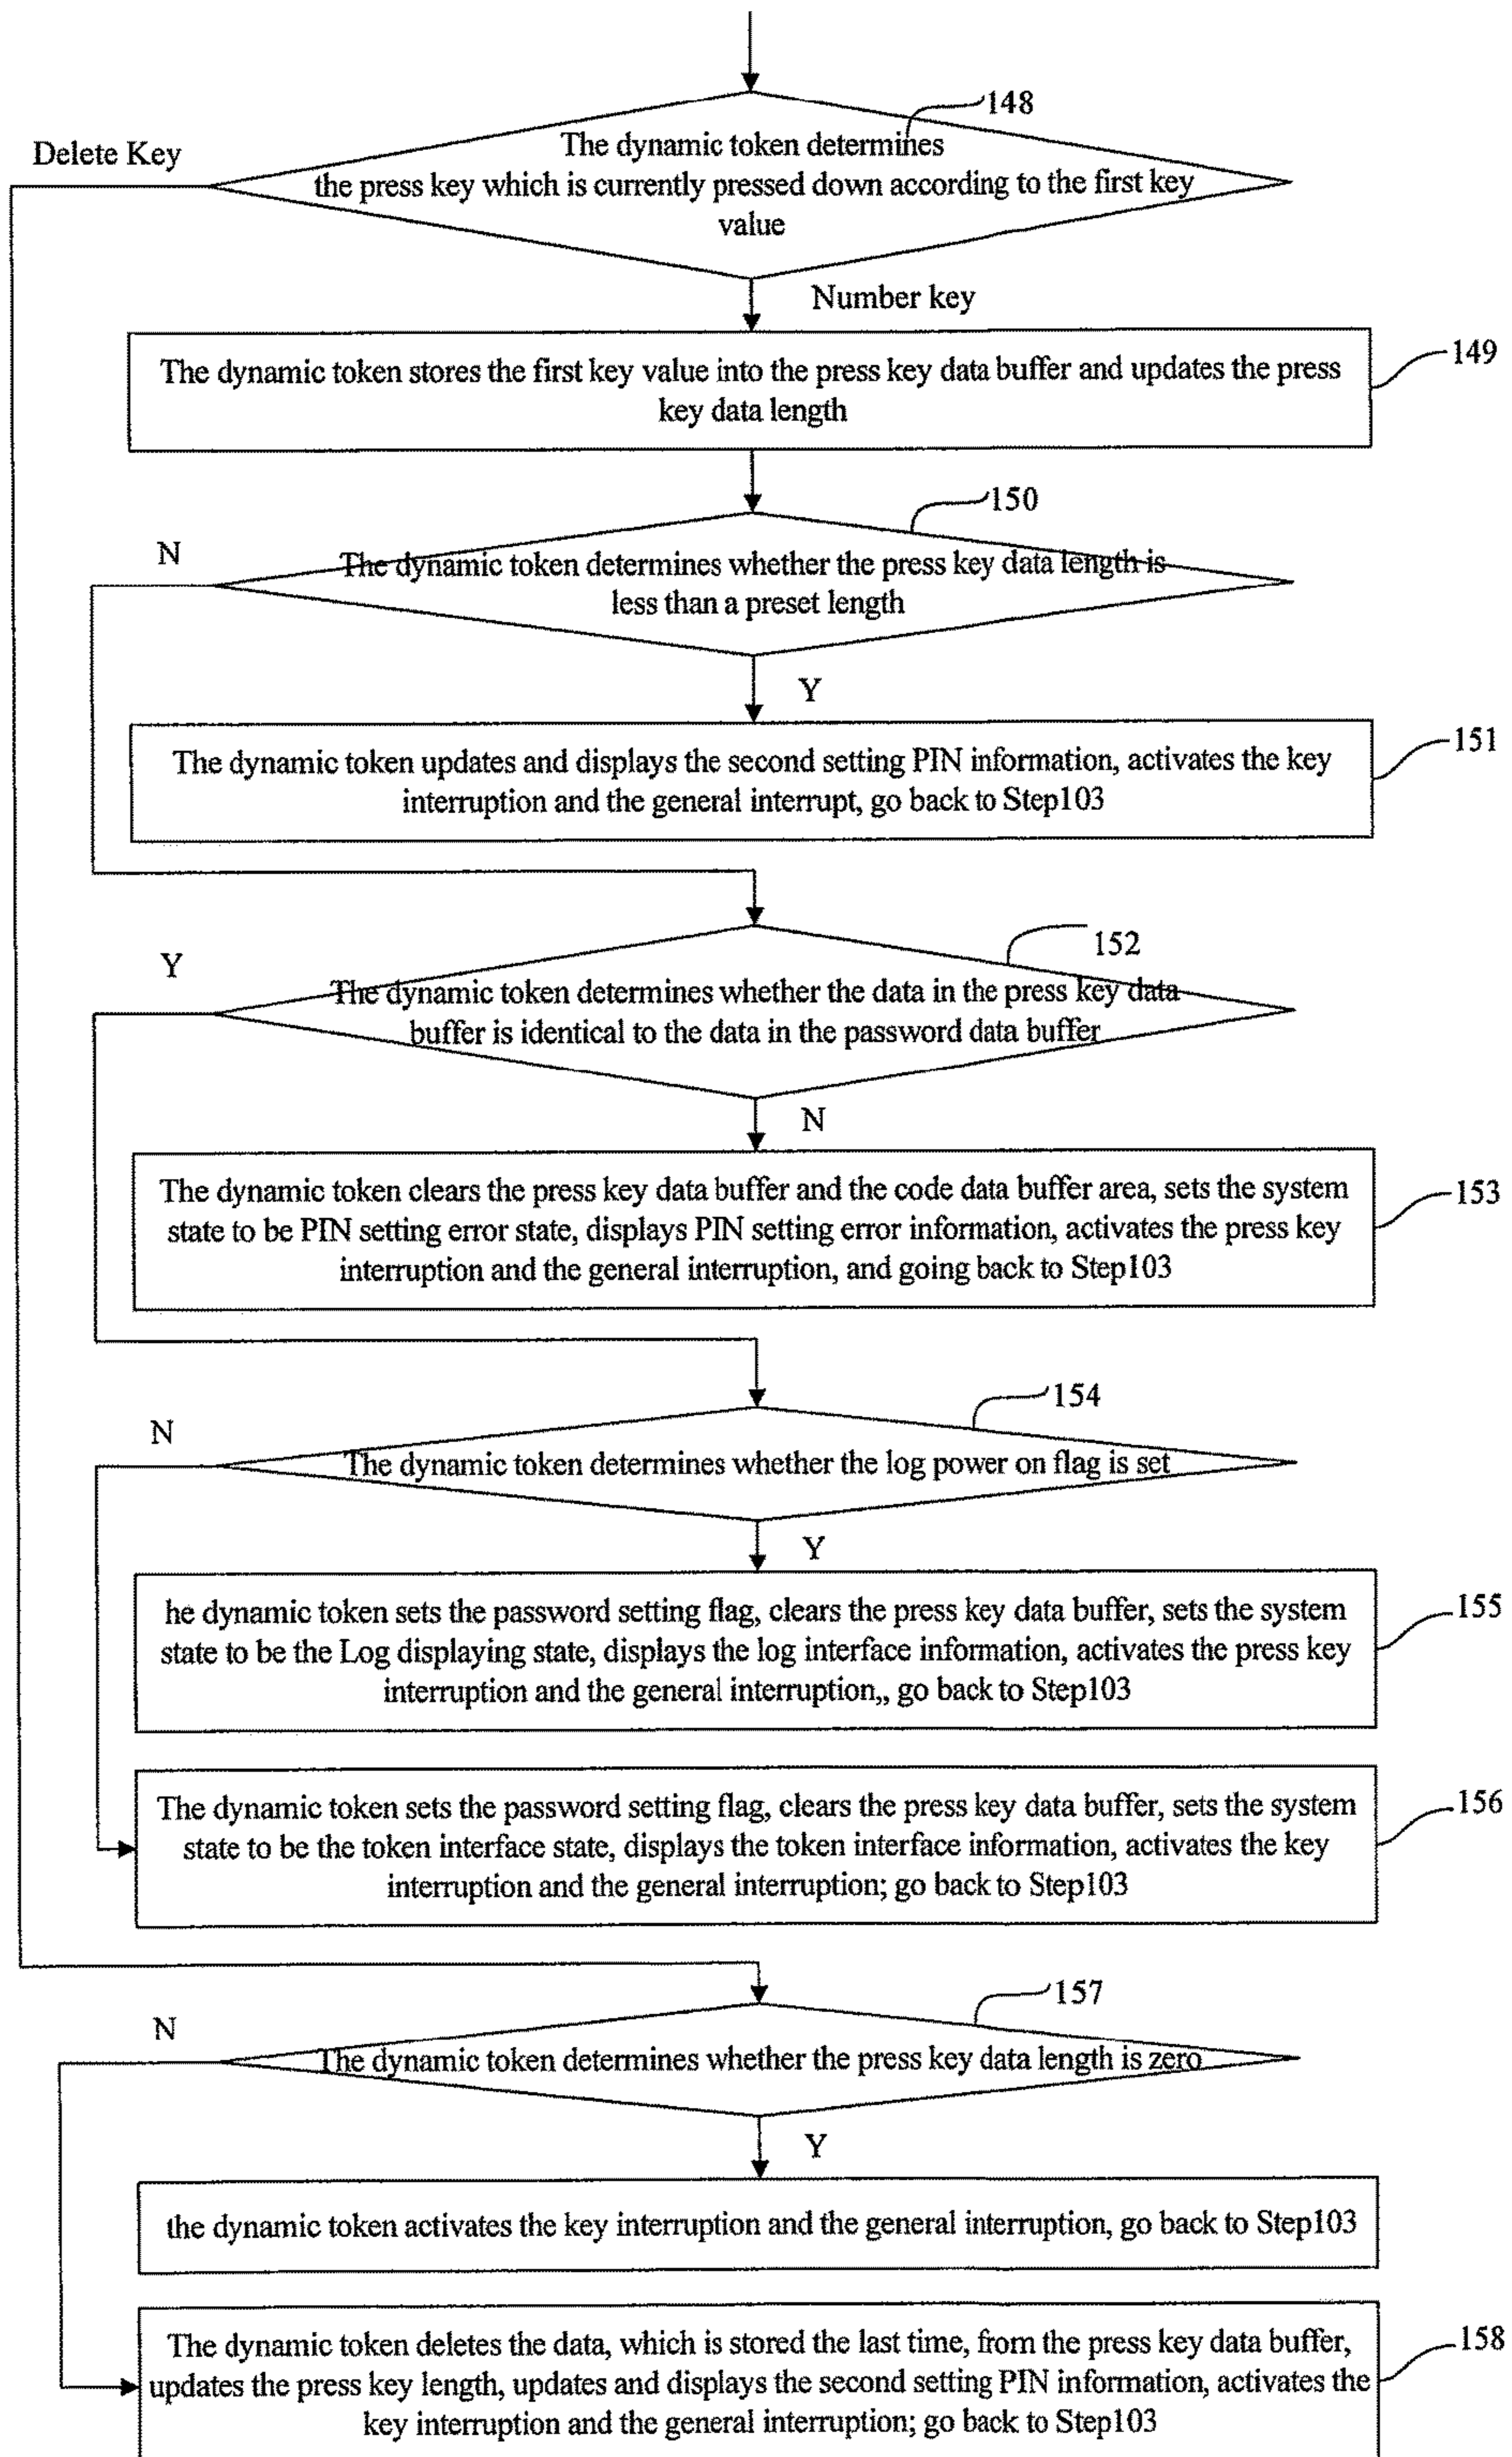 148
Delete Key
The dynamic token determines
the press key which is currently pressed down according to the first key
value
Number key
149
The dynamic token stores the first key value into the press key data buffer and updates the press
key data length
150
N
The dynamic token determines whether the press key data length is
less than a preset length
Y
151
The dynamic token updates and displays the second setting PIN information, activates the key
interruption and the general interrupt, go back to Step103
152
Y
The dynamic token determines whether the data in the press key data
buffer is identical to the data in the password data buffer
N
153
The dynamic token clears the press key data buffer and the code data buffer area, sets the system
state to be PIN setting error state, displays PIN setting error information, activates the press key
interruption and the general interruption, and going back to Step103
154
N
The dynamic token determines whether the log power on flag is set
Y
155
he dynamic token sets the password setting flag, clears the press key data buffer, sets the system
state to be the Log displaying state, displays the log interface information, activates the press key
interruption and the general interruption,, go back to Step103
156
The dynamic token sets the password setting flag, clears the press key data buffer, sets the system
state to be the token interface state, displays the token interface information, activates the key
interruption and the general interruption; go back to Step103
157
N
The dynamic token determines whether the press key data length is zero
Y
the dynamic token activates the key interruption and the general interruption, go back to Step103
158
The dynamic token deletes the data, which is stored the last time, from the press key data buffer,
updates the press key length, updates and displays the second setting PIN information, activates the
key interruption and the general interruption; go back to Step103